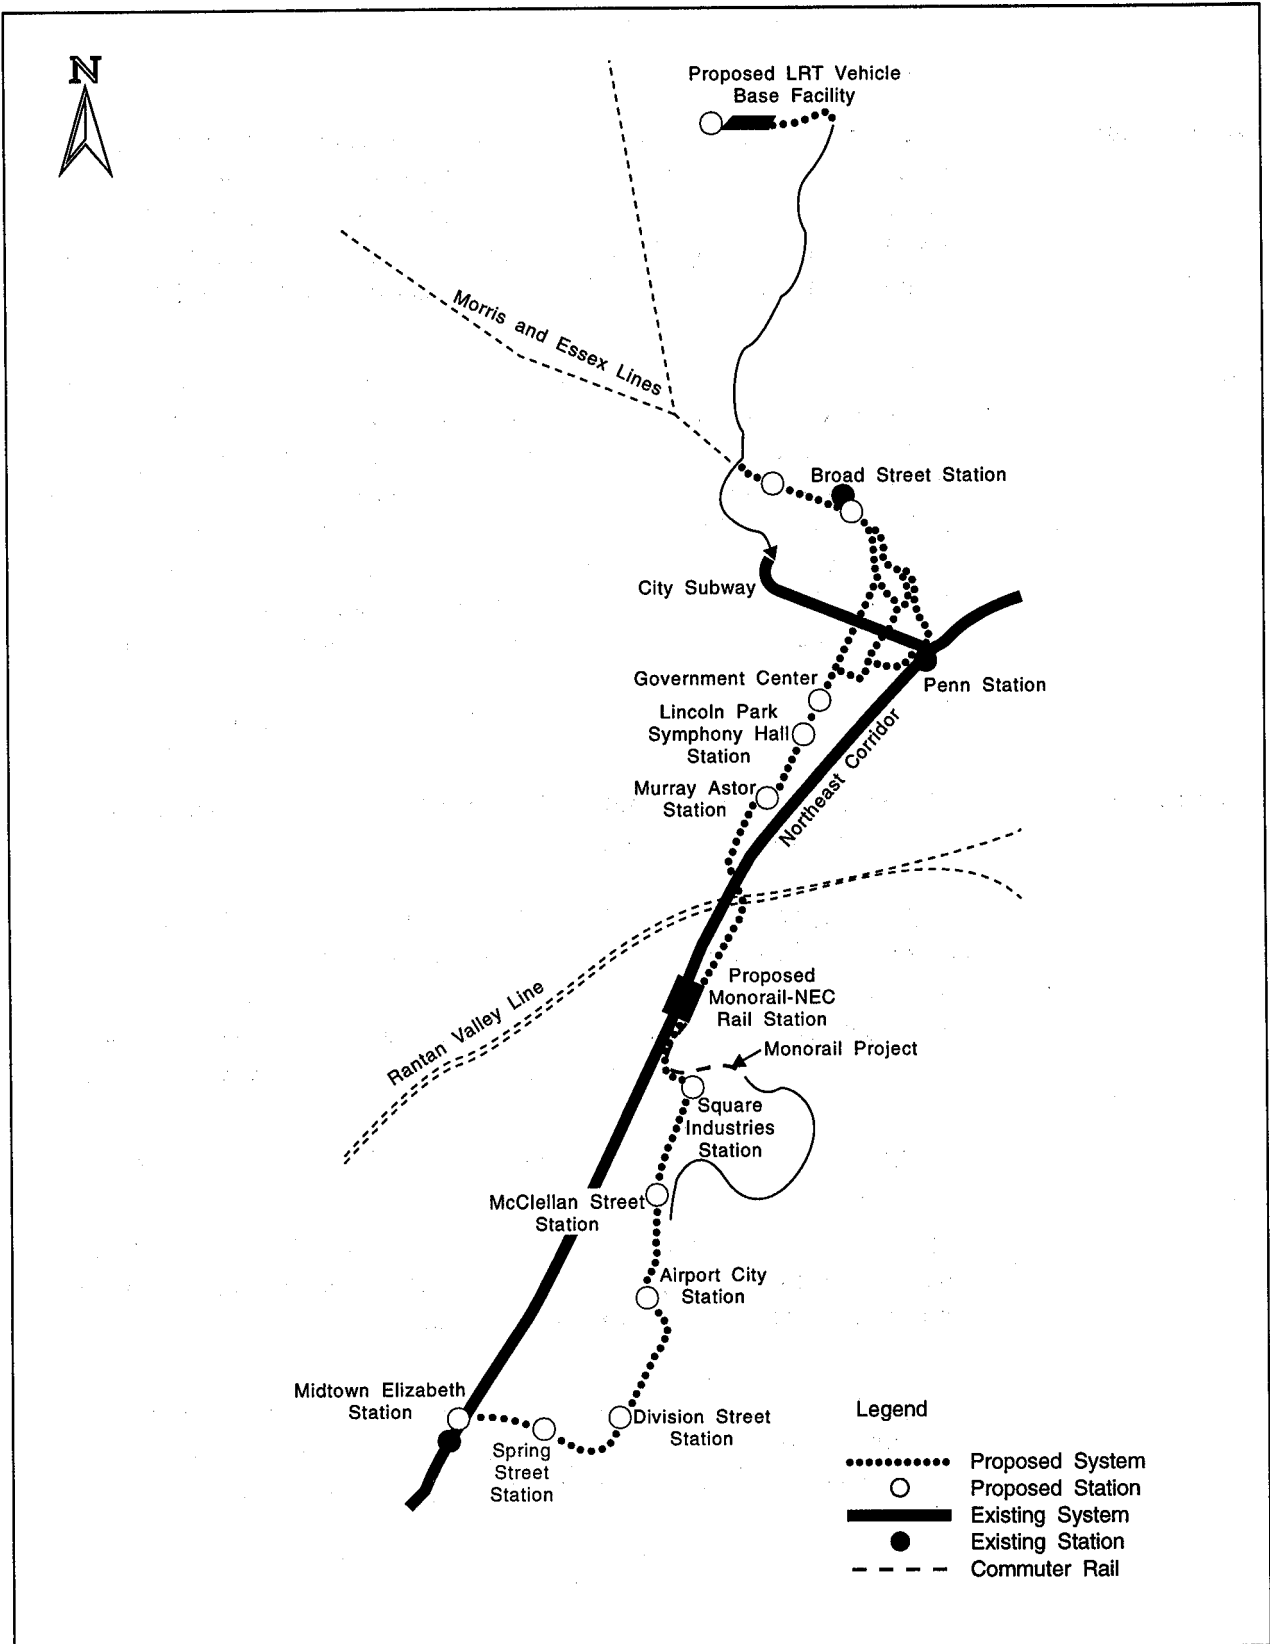 N
Proposed LRT Vehicle
Base Facility
Morris and Essex Lines
Broad Street Station
City Subway
Penn Station
Government Center
Lincoln Park
Symphony Hall
Station
Northeast Corridor
Murray Astor
Station
Proposed
Monorail-NEC
Rail Station
Rantan Valley Line
Monorail Project
Square
Industries
Station
McClellan Street
Station
Airport City
Station
Midtown Elizabeth
Station
Division Street
Station
Spring
Street
Station
Legend
Proposed System
Proposed Station
Existing System
Existing Station
Commuter Rail